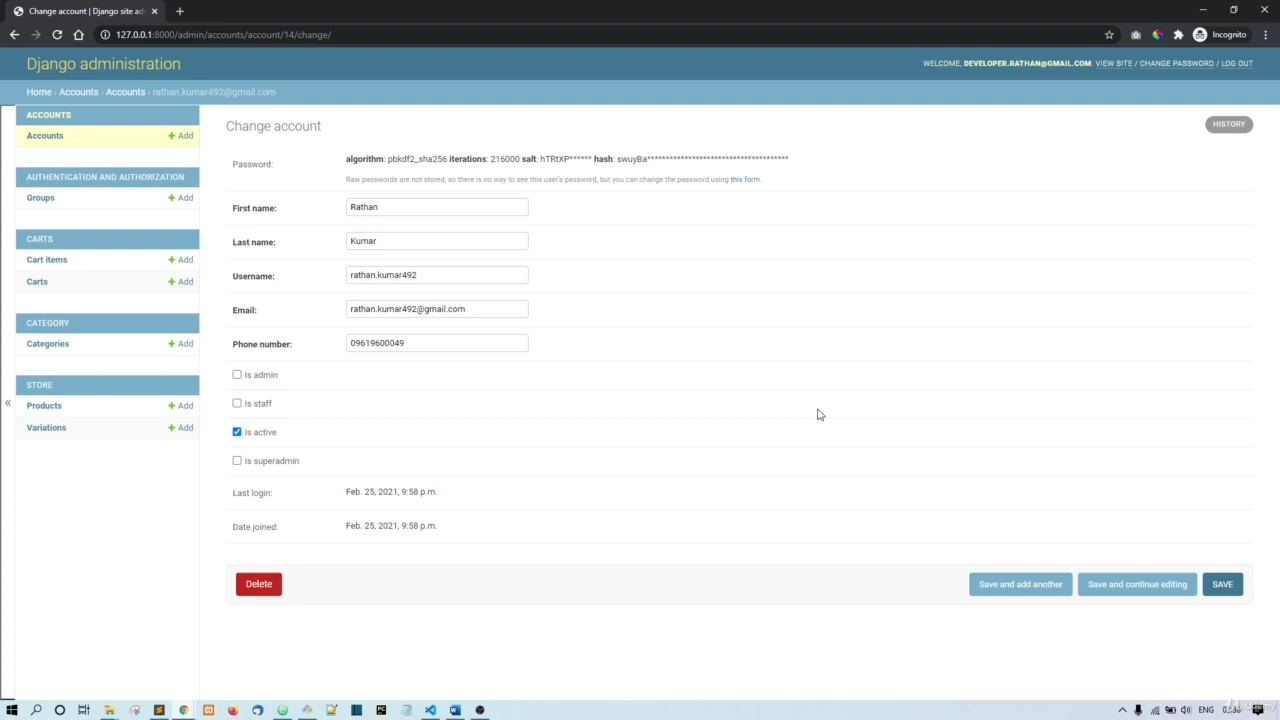 Change account | Django site ad
127.0.0.1:8000/admin/accounts/account/14/change/
Incognito
Django administration
WELCOME, DEVELOPER.RATHAN@GMAIL.COM. VIEW SITE / CHANGE PASSWORD / LOG OUT
Home › Accounts › Accounts › rathan.kumar492@gmail.com
ACCOUNTS
Accounts
+ Add
AUTHENTICATION AND AUTHORIZATION
Groups
+ Add
CARTS
Cart items
+ Add
Carts
+ Add
CATEGORY
Categories
+ Add
STORE
Products
+ Add
Variations
+ Add
«
Change account
HISTORY
Password:
algorithm: pbkdf2_sha256 iterations: 216000 salt: hTRtXP****** hash: swuyBa**************************************
Raw passwords are not stored, so there is no way to see this user's password, but you can change the password using this form.
First name:
Rathan
Last name:
Kumar
Username:
rathan.kumar492
Email:
rathan.kumar492@gmail.com
Phone number:
09619600049
Is admin
Is staff
Is active
Is superadmin
Last login:
Feb. 25, 2021, 9:58 p.m.
Date joined:
Feb. 25, 2021, 9:58 p.m.
Delete
Save and add another
Save and continue editing
SAVE
ENG